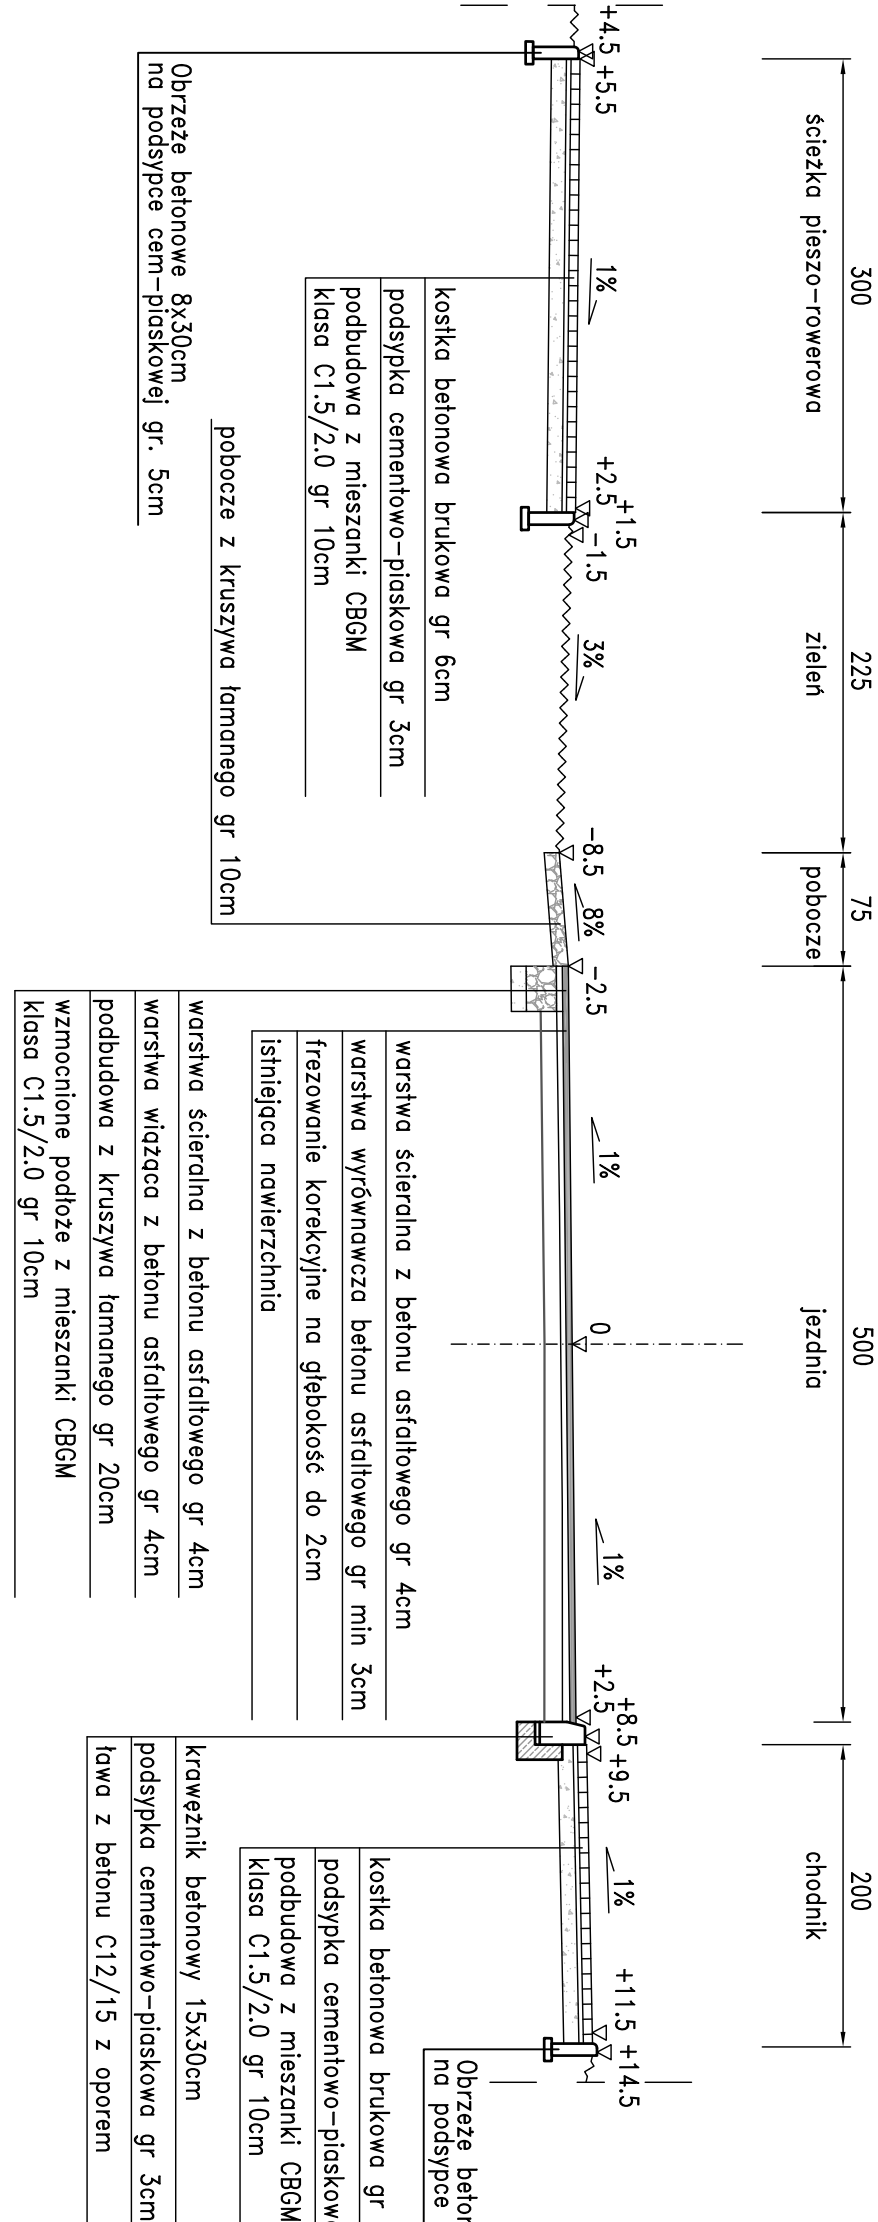 300
225
75
500
200
ścieżka pieszo-rowerowa
zieleń
pobocze
jezdnia
chodnik
+4.5
+5.5
1%
+2.5
+1.5
-1.5
3%
-8.5
8%
-2.5
1%
0
1%
+2.5
+8.5
+9.5
1%
+11.5
+14.5
kostka betonowa brukowa gr 6cm
podsypka cementowo-piaskowa gr 3cm
podbudowa z mieszanki CBGM
klasa C1.5/2.0 gr 10cm
pobocze z kruszywa łamanego gr 10cm
Obrzeże betonowe 8x30cm
na podsypce cem-piaskowej gr. 5cm
warstwa ścieralna z betonu asfaltowego gr 4cm
warstwa wyrównawcza betonu asfaltowego gr min 3cm
frezowanie korekcyjne na głębokość do 2cm
istniejąca nawierzchnia
warstwa ścieralna z betonu asfaltowego gr 4cm
warstwa wiążąca z betonu asfaltowego gr 4cm
podbudowa z kruszywa łamanego gr 20cm
wzmocnione podłoże z mieszanki CBGM
klasa C1.5/2.0 gr 10cm
Obrzeże beton
na podsypce
kostka betonowa brukowa gr
podsypka cementowo-piaskow
podbudowa z mieszanki CBGM
klasa C1.5/2.0 gr 10cm
krawężnik betonowy 15x30cm
podsypka cementowo-piaskowa gr 3cm
ława z betonu C12/15 z oporem